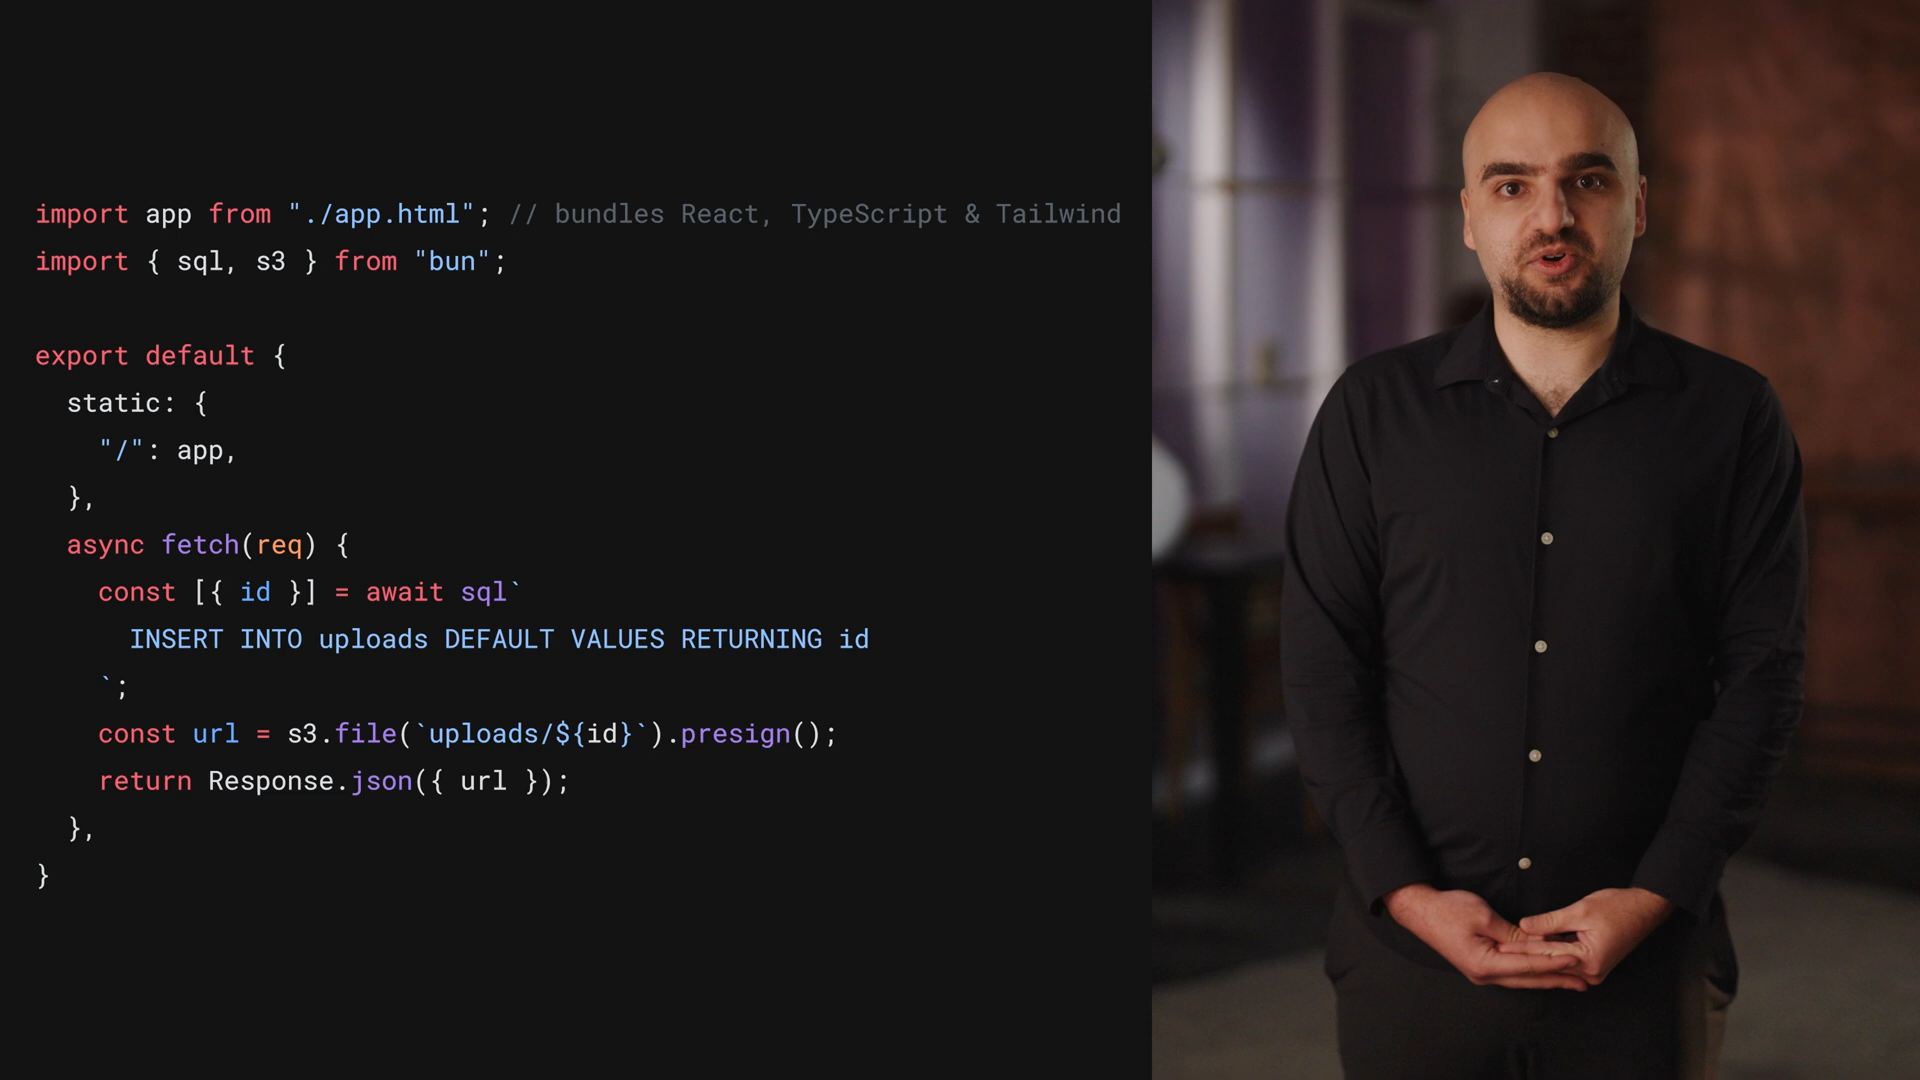 import app from "./app.html"; // bundles React, TypeScript & Tailwind
import { sql, s3 } from "bun";
export default {
static: {
"/": app,
},
async fetch(req) {
const [{ id }] = await sql`
INSERT INTO uploads DEFAULT VALUES RETURNING id
`;
const url = s3.file(`uploads/${id}`).presign();
return Response.json({ url });
},
}